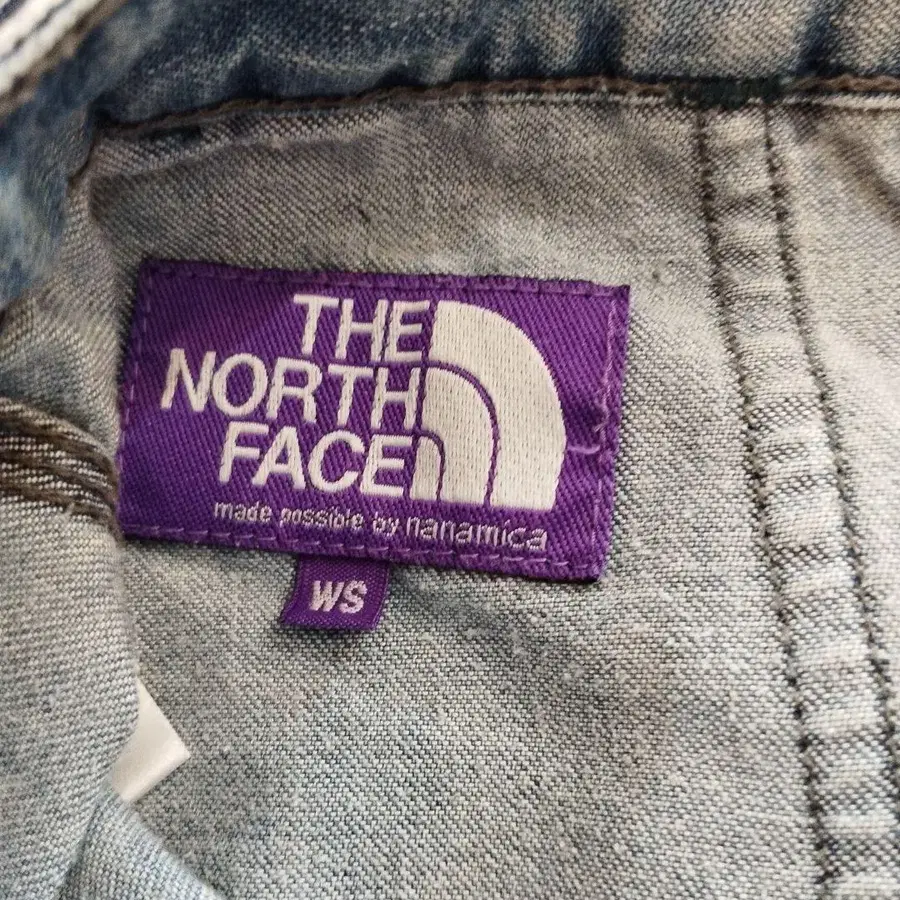 THE
NORTH
FACE
made possible by nanamica
WS